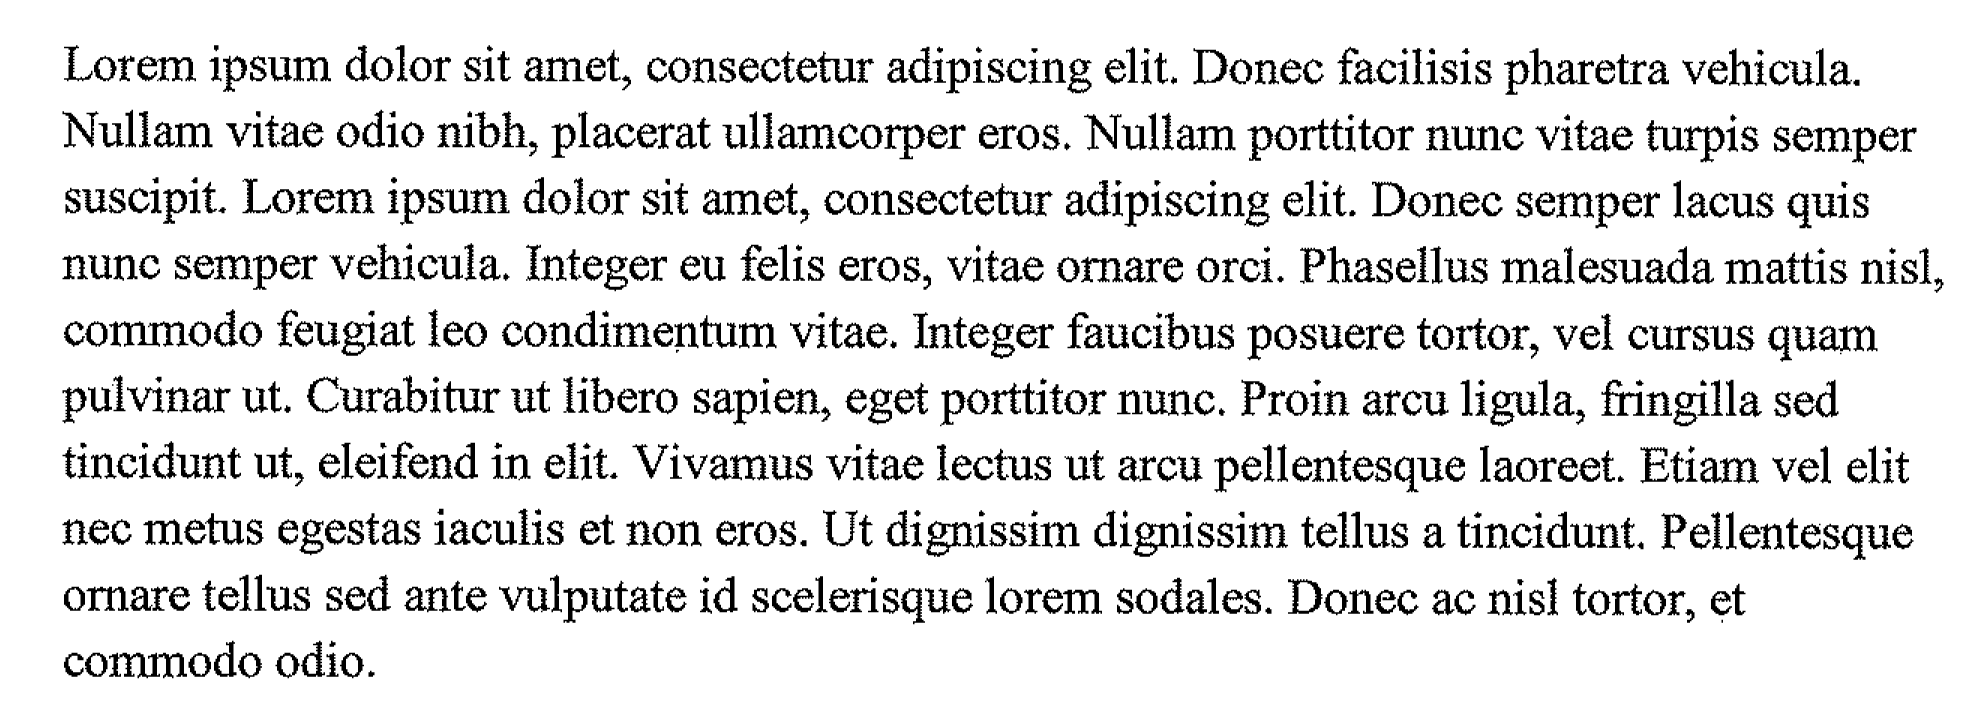 Lorem ipsum dolor sit amet, consectetur adipiscing elit. Donec facilisis pharetra vehicula.
Nullam vitae odio nibh, placerat ullamcorper eros. Nullam porttitor nunc vitae turpis semper
suscipit. Lorem ipsum dolor sit amet, consectetur adipiscing elit. Donec semper lacus quis
nunc semper vehicula. Integer eu felis eros, vitae ornare orci. Phasellus malesuada mattis nisl,
commodo feugiat leo condimentum vitae. Integer faucibus posuere tortor, vel cursus quam
pulvinar ut. Curabitur ut libero sapien, eget porttitor nunc. Proin arcu ligula, fringilla sed
tincidunt ut, eleifend in elit. Vivamus vitae lectus ut arcu pellentesque laoreet. Etiam vel elit
nec metus egestas iaculis et non eros. Ut dignissim dignissim tellus a tincidunt. Pellentesque
ornare tellus sed ante vulputate id scelerisque lorem sodales. Donec ac nisl tortor, et
commodo odio.